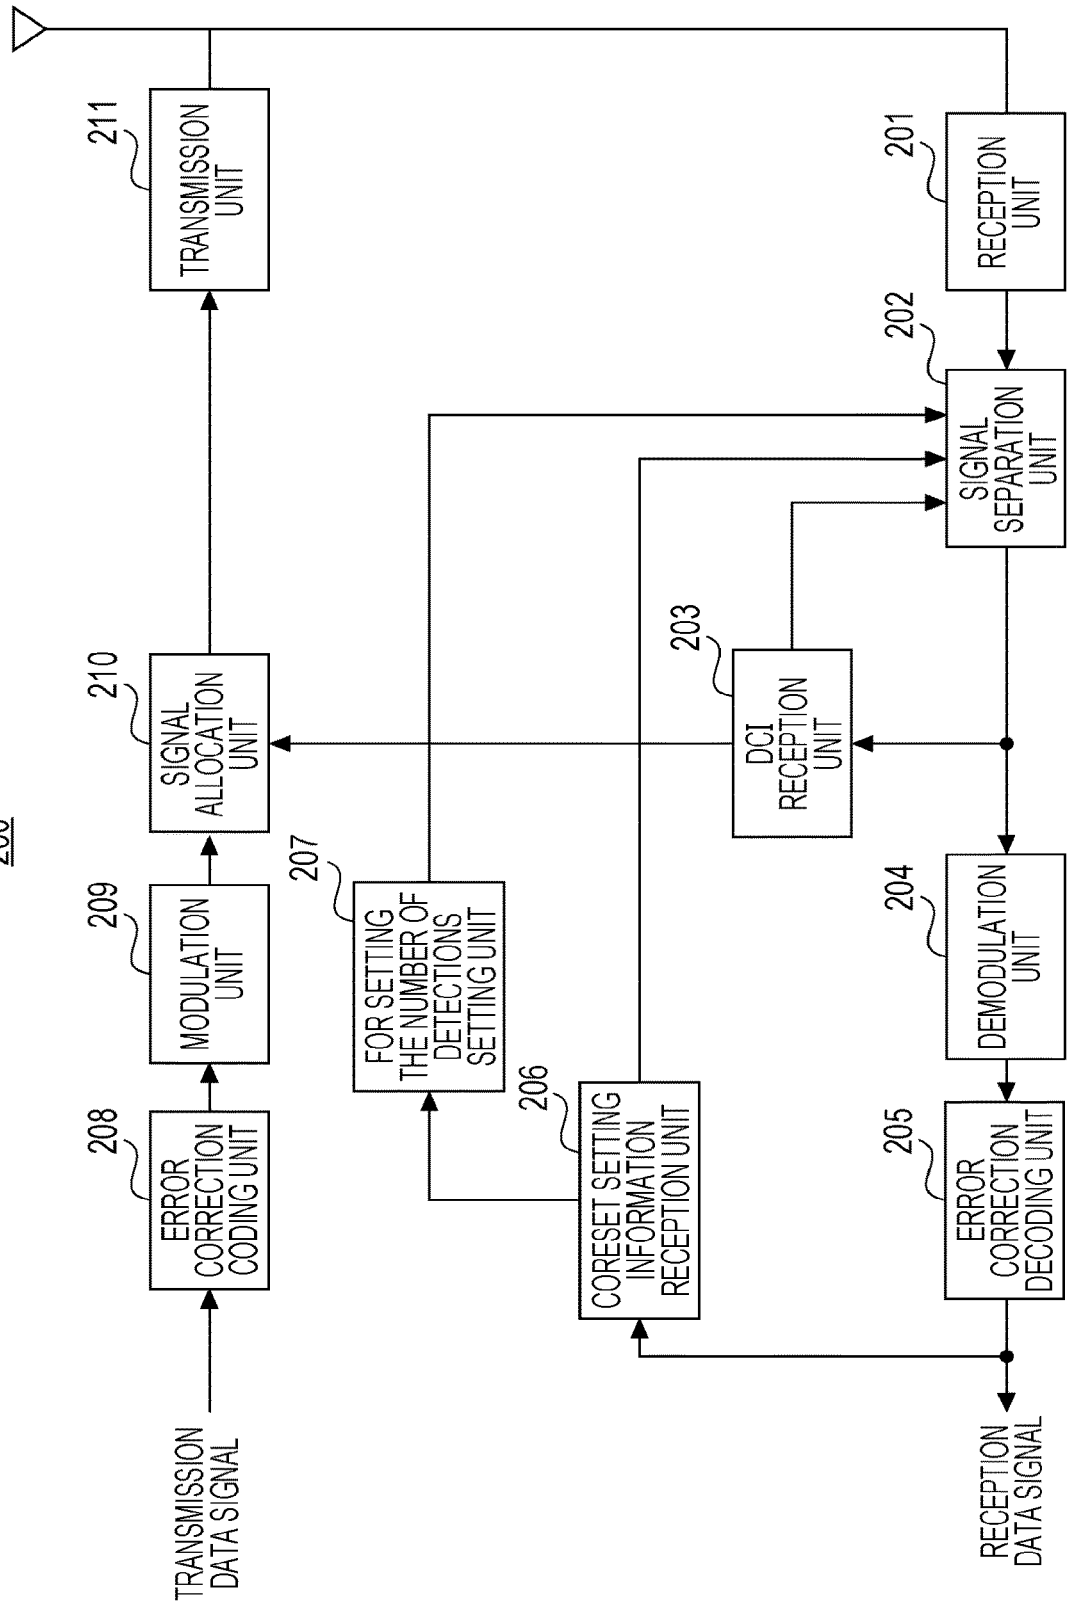 200
208
ERROR
CORRECTION
CODING UNIT
209
MODULATION
UNIT
210
SIGNAL
ALLOCATION
UNIT
211
TRANSMISSION
UNIT
TRANSMISSION
DATA SIGNAL
207
FOR SETTING
THE NUMBER OF
DETECTIONS
SETTING UNIT
206
CORESET SETTING
INFORMATION
RECEPTION UNIT
203
DCI
RECEPTION
UNIT
205
ERROR
CORRECTION
DECODING UNIT
204
DEMODULATION
UNIT
202
SIGNAL
SEPARATION
UNIT
201
RECEPTION
UNIT
RECEPTION
DATA SIGNAL